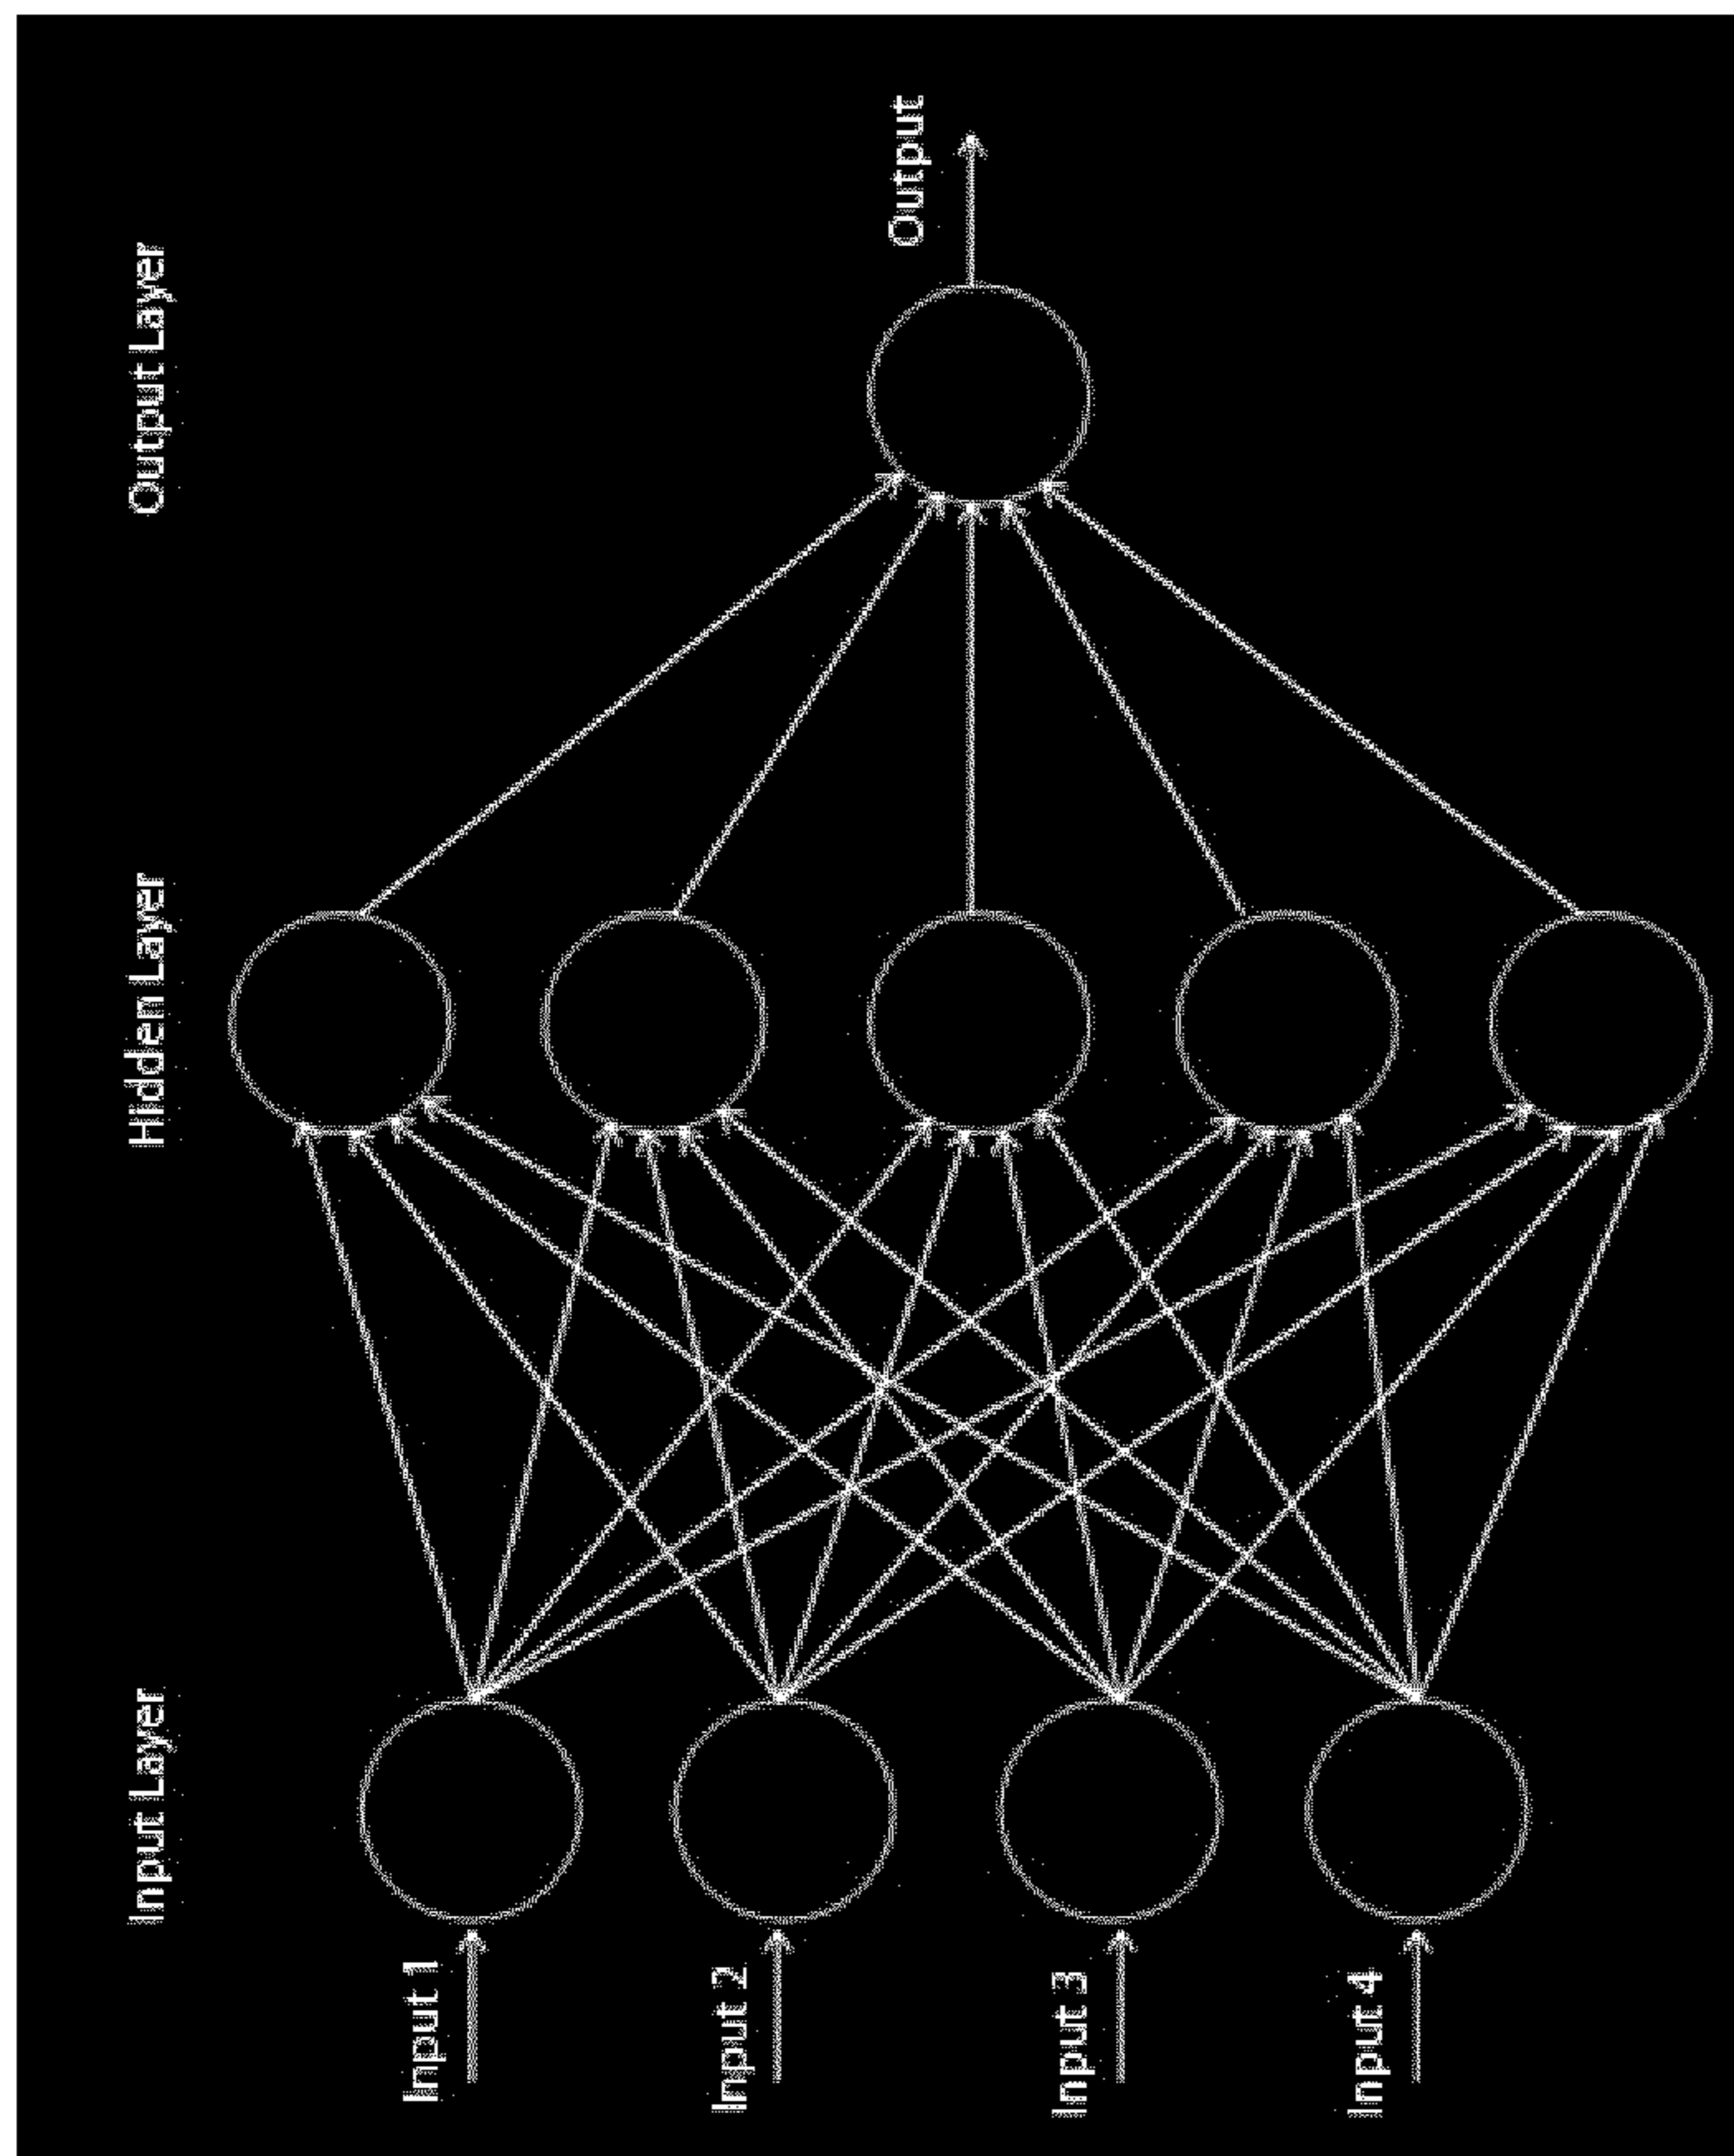 Input Layer
Hidden Layer
Output Layer
Input 1
Input 2
Input 3
Input 4
Output